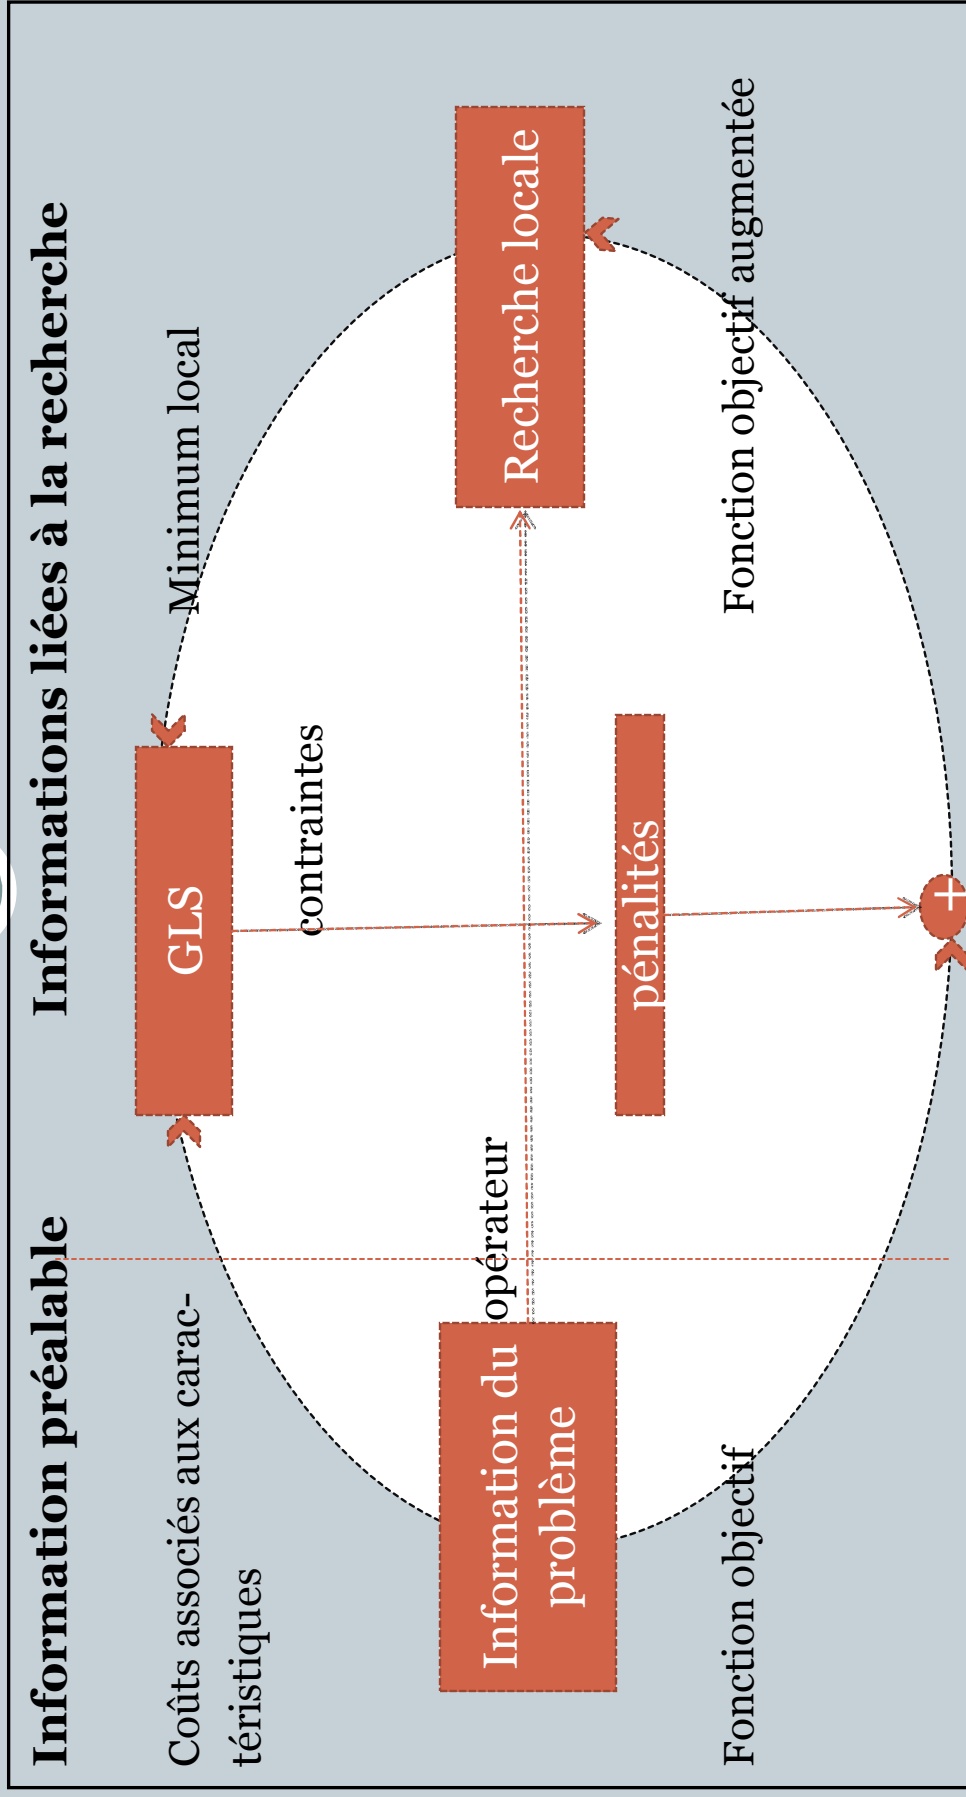 Information préalable
Informations liées à la recherche
Coûts associés aux carac-
téristiques
Minimum local
GLS
contraintes
opérateur
Information du
problème
Recherche locale
pénalités
Fonction objectif
Fonction objectif augmentée
+